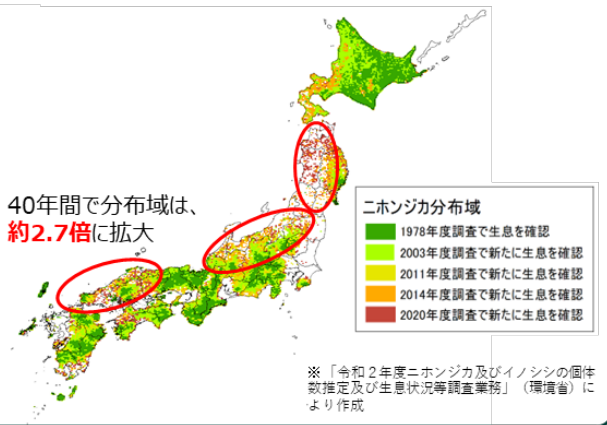 40年間で分布域は、
約2.7倍に拡大
ニホンジカ分布域
1978年度調査で生息を確認
2003年度調査で新たに生息を確認
2011年度調査で新たに生息を確認
2014年度調査で新たに生息を確認
2020年度調査で新たに生息を確認
※「令和２年度ニホンジカ及びイノシシの個体
数推定及び生息状況等調査業務」（環境省）に
より作成